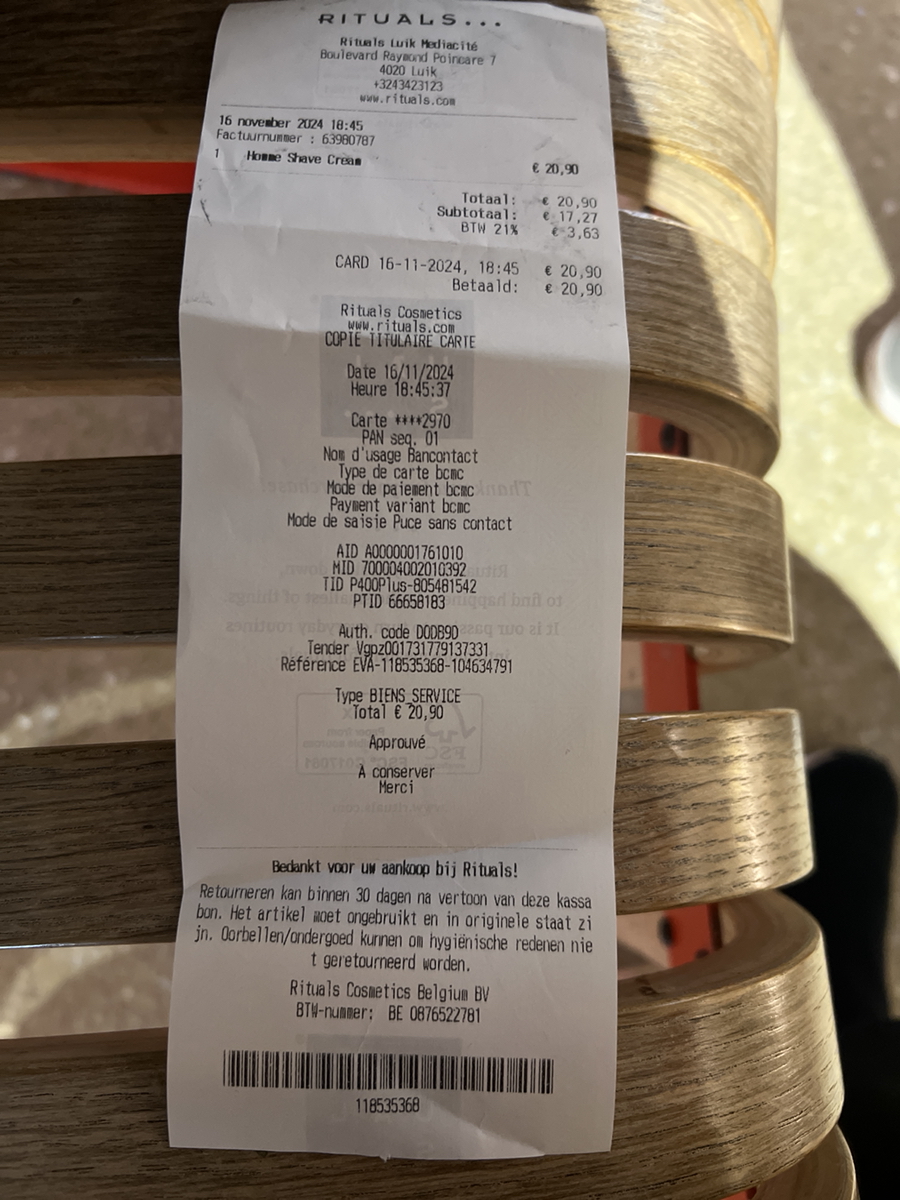 RITUALS...
Rituals Luik Mediacité
Boulevard Raymond Poincare 7
4020 Luik
+3243423123
www.rituals.com
16 november 2024 18:45
Factuurnummer : 63980787
1 Homme Shave Cream € 20,90
Totaal: € 20,90
Subtotaal: € 17,27
BTW 21% € 3,63
CARD 16-11-2024, 18:45 € 20,90
Betaald: € 20,90
Rituals Cosmetics
www.rituals.com
COPIE TITULAIRE CARTE
Date 16/11/2024
Heure 18:45:37
Carte ****2970
PAN seq. 01
Nom d'usage Bancontact
Type de carte bcmc
Mode de paiement bcmc
Payment variant bcmc
Mode de saisie Puce sans contact
AID A0000001761010
MID 700004002010392
TID P400Plus-805481542
PTID 66658183
Auth. code D0DB9D
Tender Vgpz001731779137331
Référence EVA-118535368-104634791
Type BIENS_SERVICE
Total € 20,90
Approuvé
À conserver
Merci
Bedankt voor uw aankoop bij Rituals!
Retourneren kan binnen 30 dagen na vertoon van deze kassa
bon. Het artikel moet ongebruikt en in originele staat zi
jn. Oorbellen/ondergoed kunnen om hygiënische redenen nie
t geretourneerd worden.
Rituals Cosmetics Belgium BV
BTW-nummer: BE 0876522781
118535368